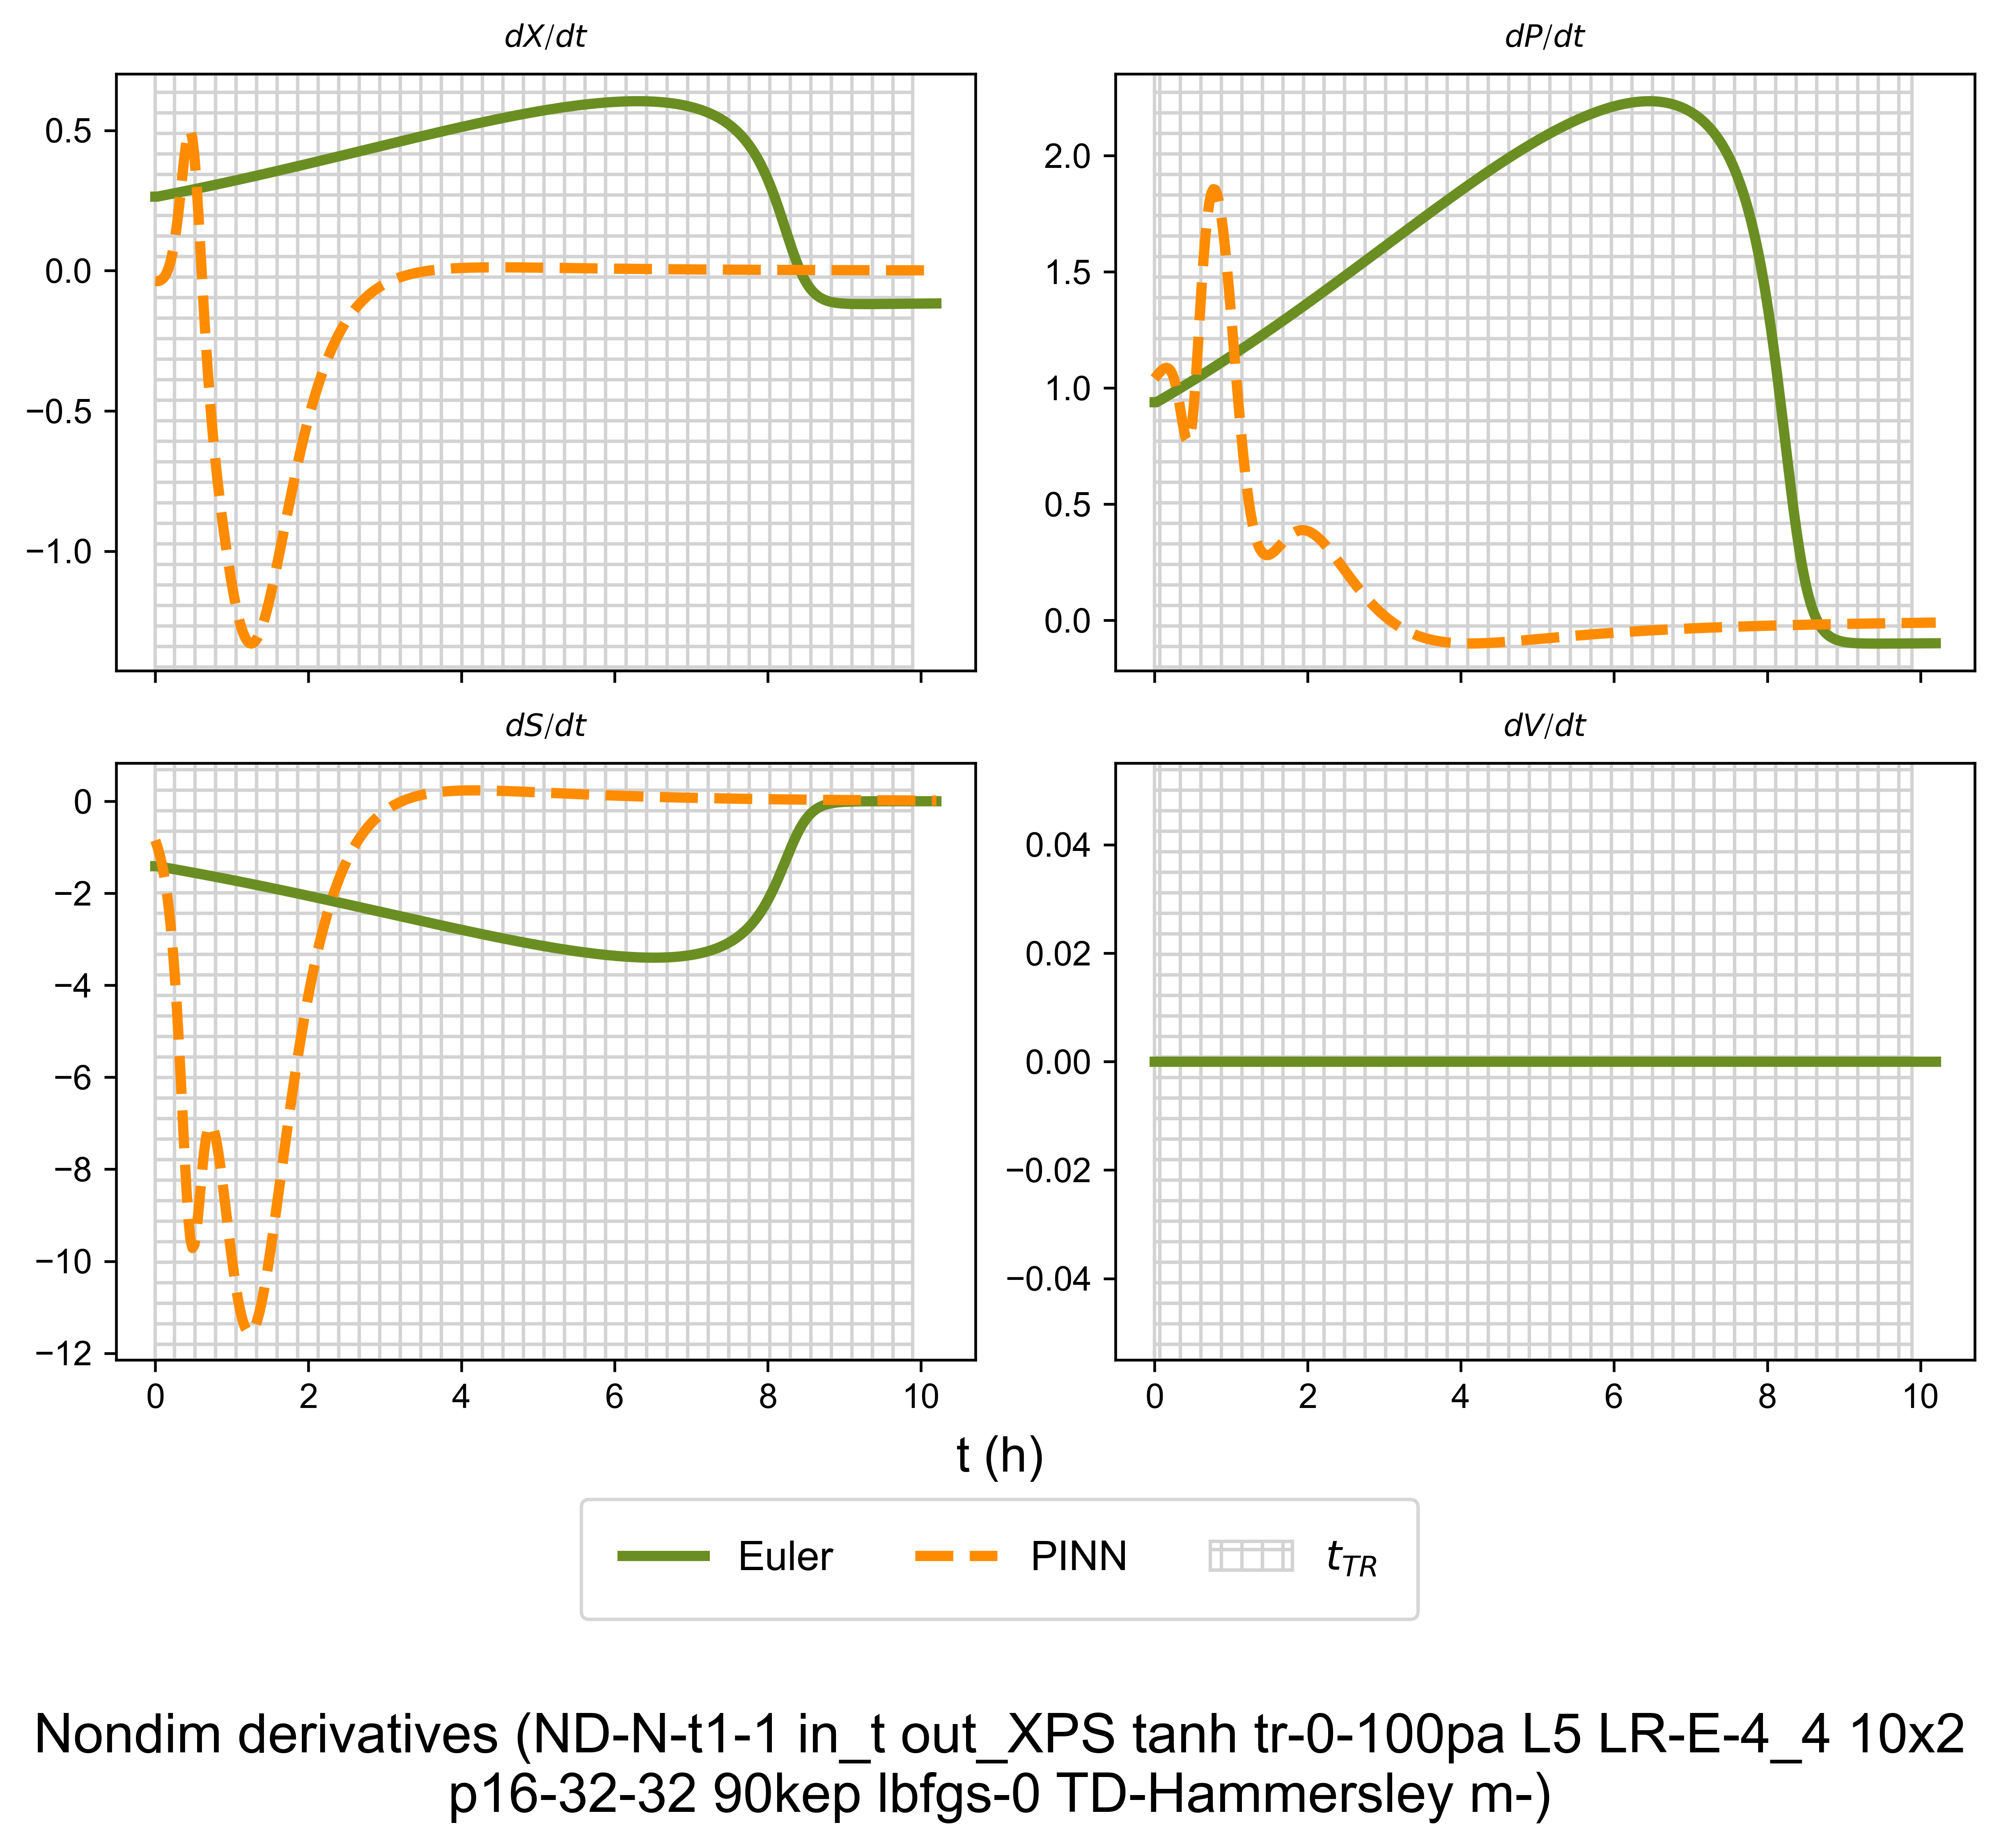 dX/dt
dP/dt
0.5
0.0
−0.5
−1.0
2.0
1.5
1.0
0.5
0.0
dS/dt
dV/dt
0
−2
−4
−6
−8
−10
−12
0.04
0.02
0.00
−0.02
−0.04
0 2 4 6 8 10
0 2 4 6 8 10
t (h)
Euler PINN t_TR
Nondim derivatives (ND-N-t1-1 in_t out_XPS tanh tr-0-100pa L5 LR-E-4_4 10x2
p16-32-32 90kep lbfgs-0 TD-Hammersley m-)